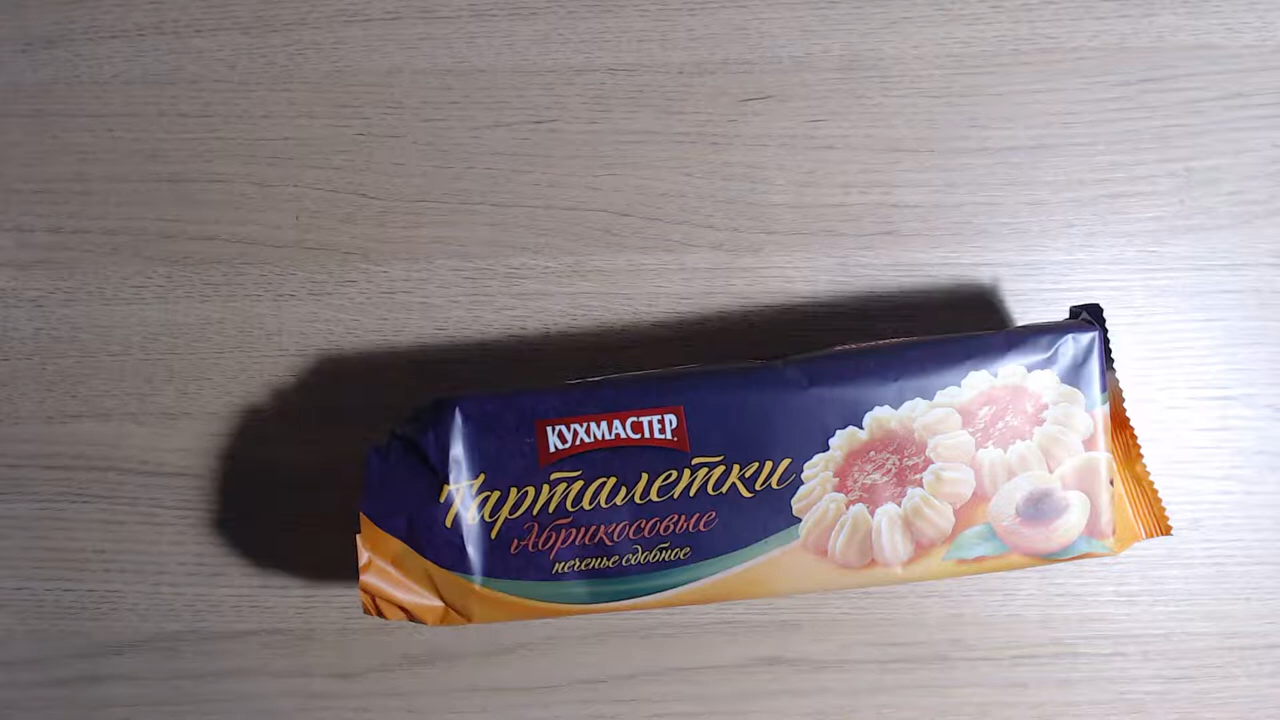 КУХМАСТЕР
Тарталетки
Абрикосовые
печенье сдобное